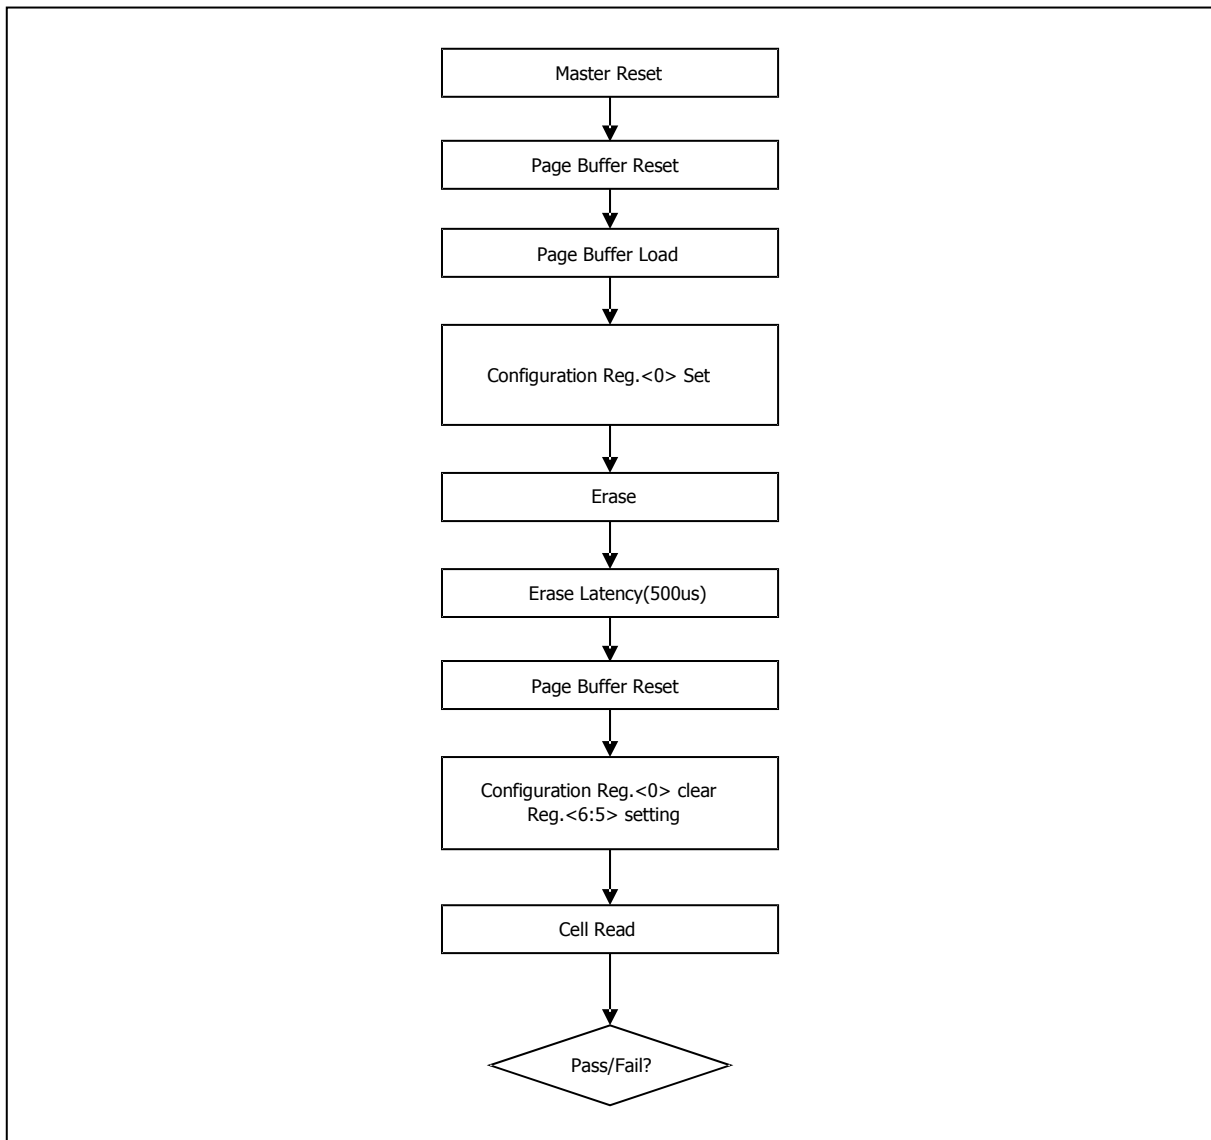 Master Reset
Page Buffer Reset
Page Buffer Load
Configuration Reg.<0> Set
Erase
Erase Latency(500us)
Page Buffer Reset
Configuration Reg.<0> clear
Reg.<6:5> setting
Cell Read
Pass/Fail?